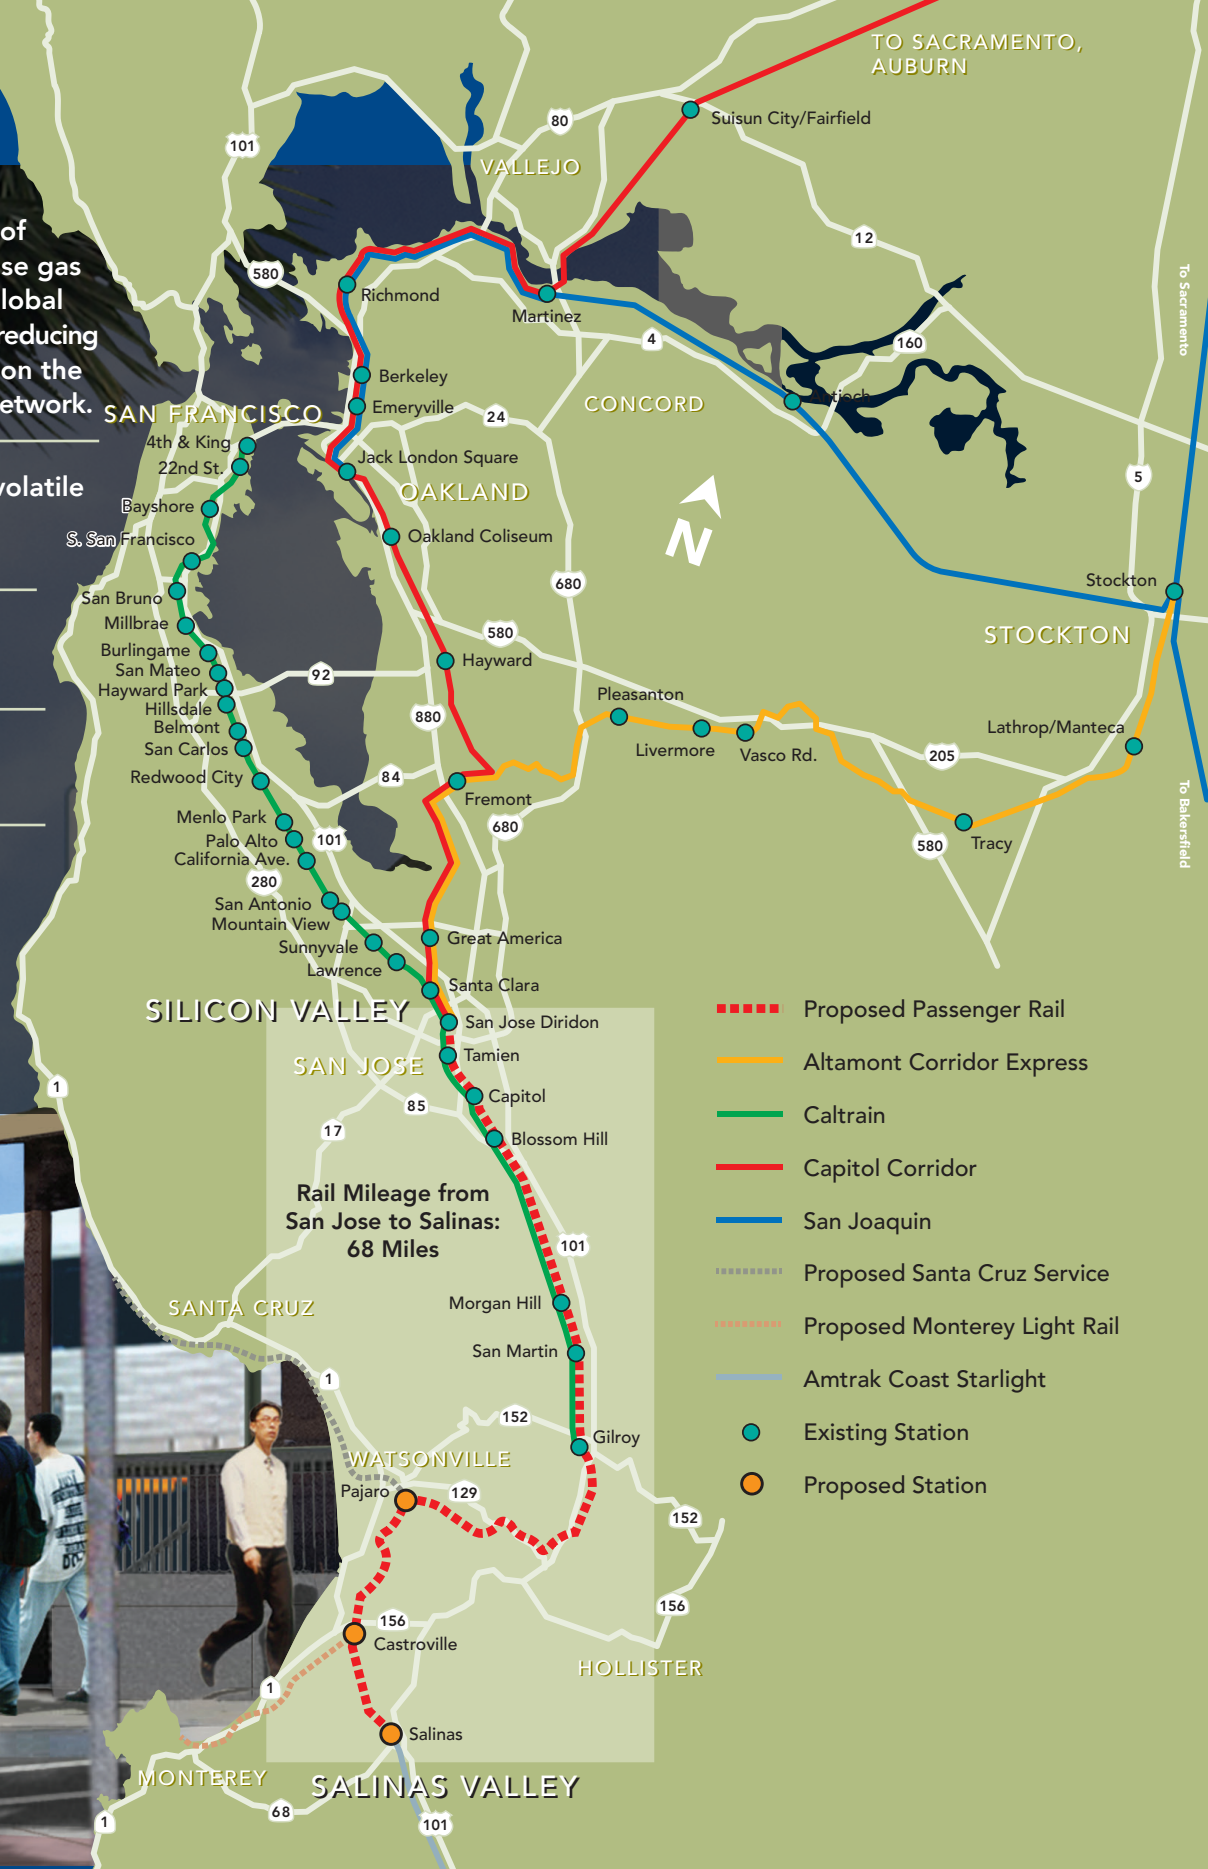 TO SACRAMENTO,
AUBURN
80
Suisun City/Fairfield
101
VALLEJO
of
se gas
lobal
reducing
on the
etwork.
volatile
12
580
To Sacramento
Richmond
Martinez
4
160
Berkeley
Emeryville
24
CONCORD
Antioch
SAN FRANCISCO
4th & King
22nd St.
Jack London Square
OAKLAND
5
Bayshore
S. San Francisco
Oakland Coliseum
N
680
Stockton
STOCKTON
San Bruno
Millbrae
Burlingame
San Mateo
Hayward Park
Hillsdale
Belmont
San Carlos
Redwood City
580
Hayward
92
880
Pleasanton
Livermore
Vasco Rd.
Lathrop/Manteca
205
84
Fremont
680
To Bakersfield
Menlo Park
Palo Alto
California Ave.
101
280
580
Tracy
San Antonio
Mountain View
Sunnyvale
Lawrence
Great America
Santa Clara
SILICON VALLEY
San Jose Diridon
SAN JOSE
Tamien
Capitol
85
1
17
Blossom Hill
Rail Mileage from
San Jose to Salinas:
68 Miles
101
Morgan Hill
SANTA CRUZ
San Martin
1
152
Gilroy
WATSONVILLE
Pajaro
129
152
156
156
Castroville
HOLLISTER
1
Salinas
MONTEREY
SALINAS VALLEY
68
1
101
Proposed Passenger Rail
Altamont Corridor Express
Caltrain
Capitol Corridor
San Joaquin
Proposed Santa Cruz Service
Proposed Monterey Light Rail
Amtrak Coast Starlight
Existing Station
Proposed Station